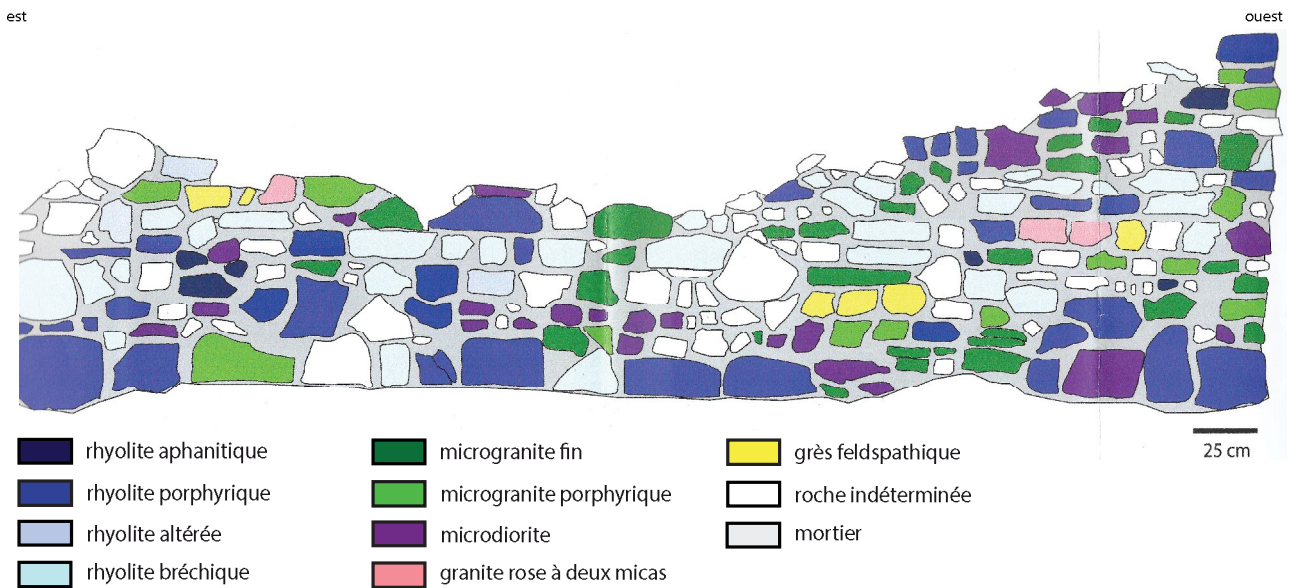 est
ouest
25 cm
rhyolite aphanitique
rhyolite porphyrique
rhyolite altérée
rhyolite bréchique
microgranite fin
microgranite porphyrique
microdiorite
granite rose à deux micas
grès feldspathique
roche indéterminée
mortier